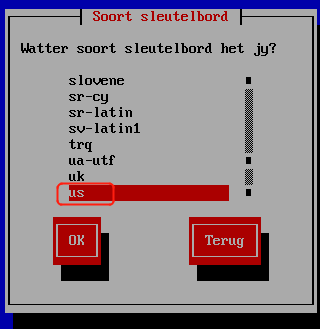 Soort sleutelbord
Watter soort sleutelbord het jy?
slovene
sr-cy
sr-latin
sv-latin1
trq
ua-utf
uk
us
OK
Terug